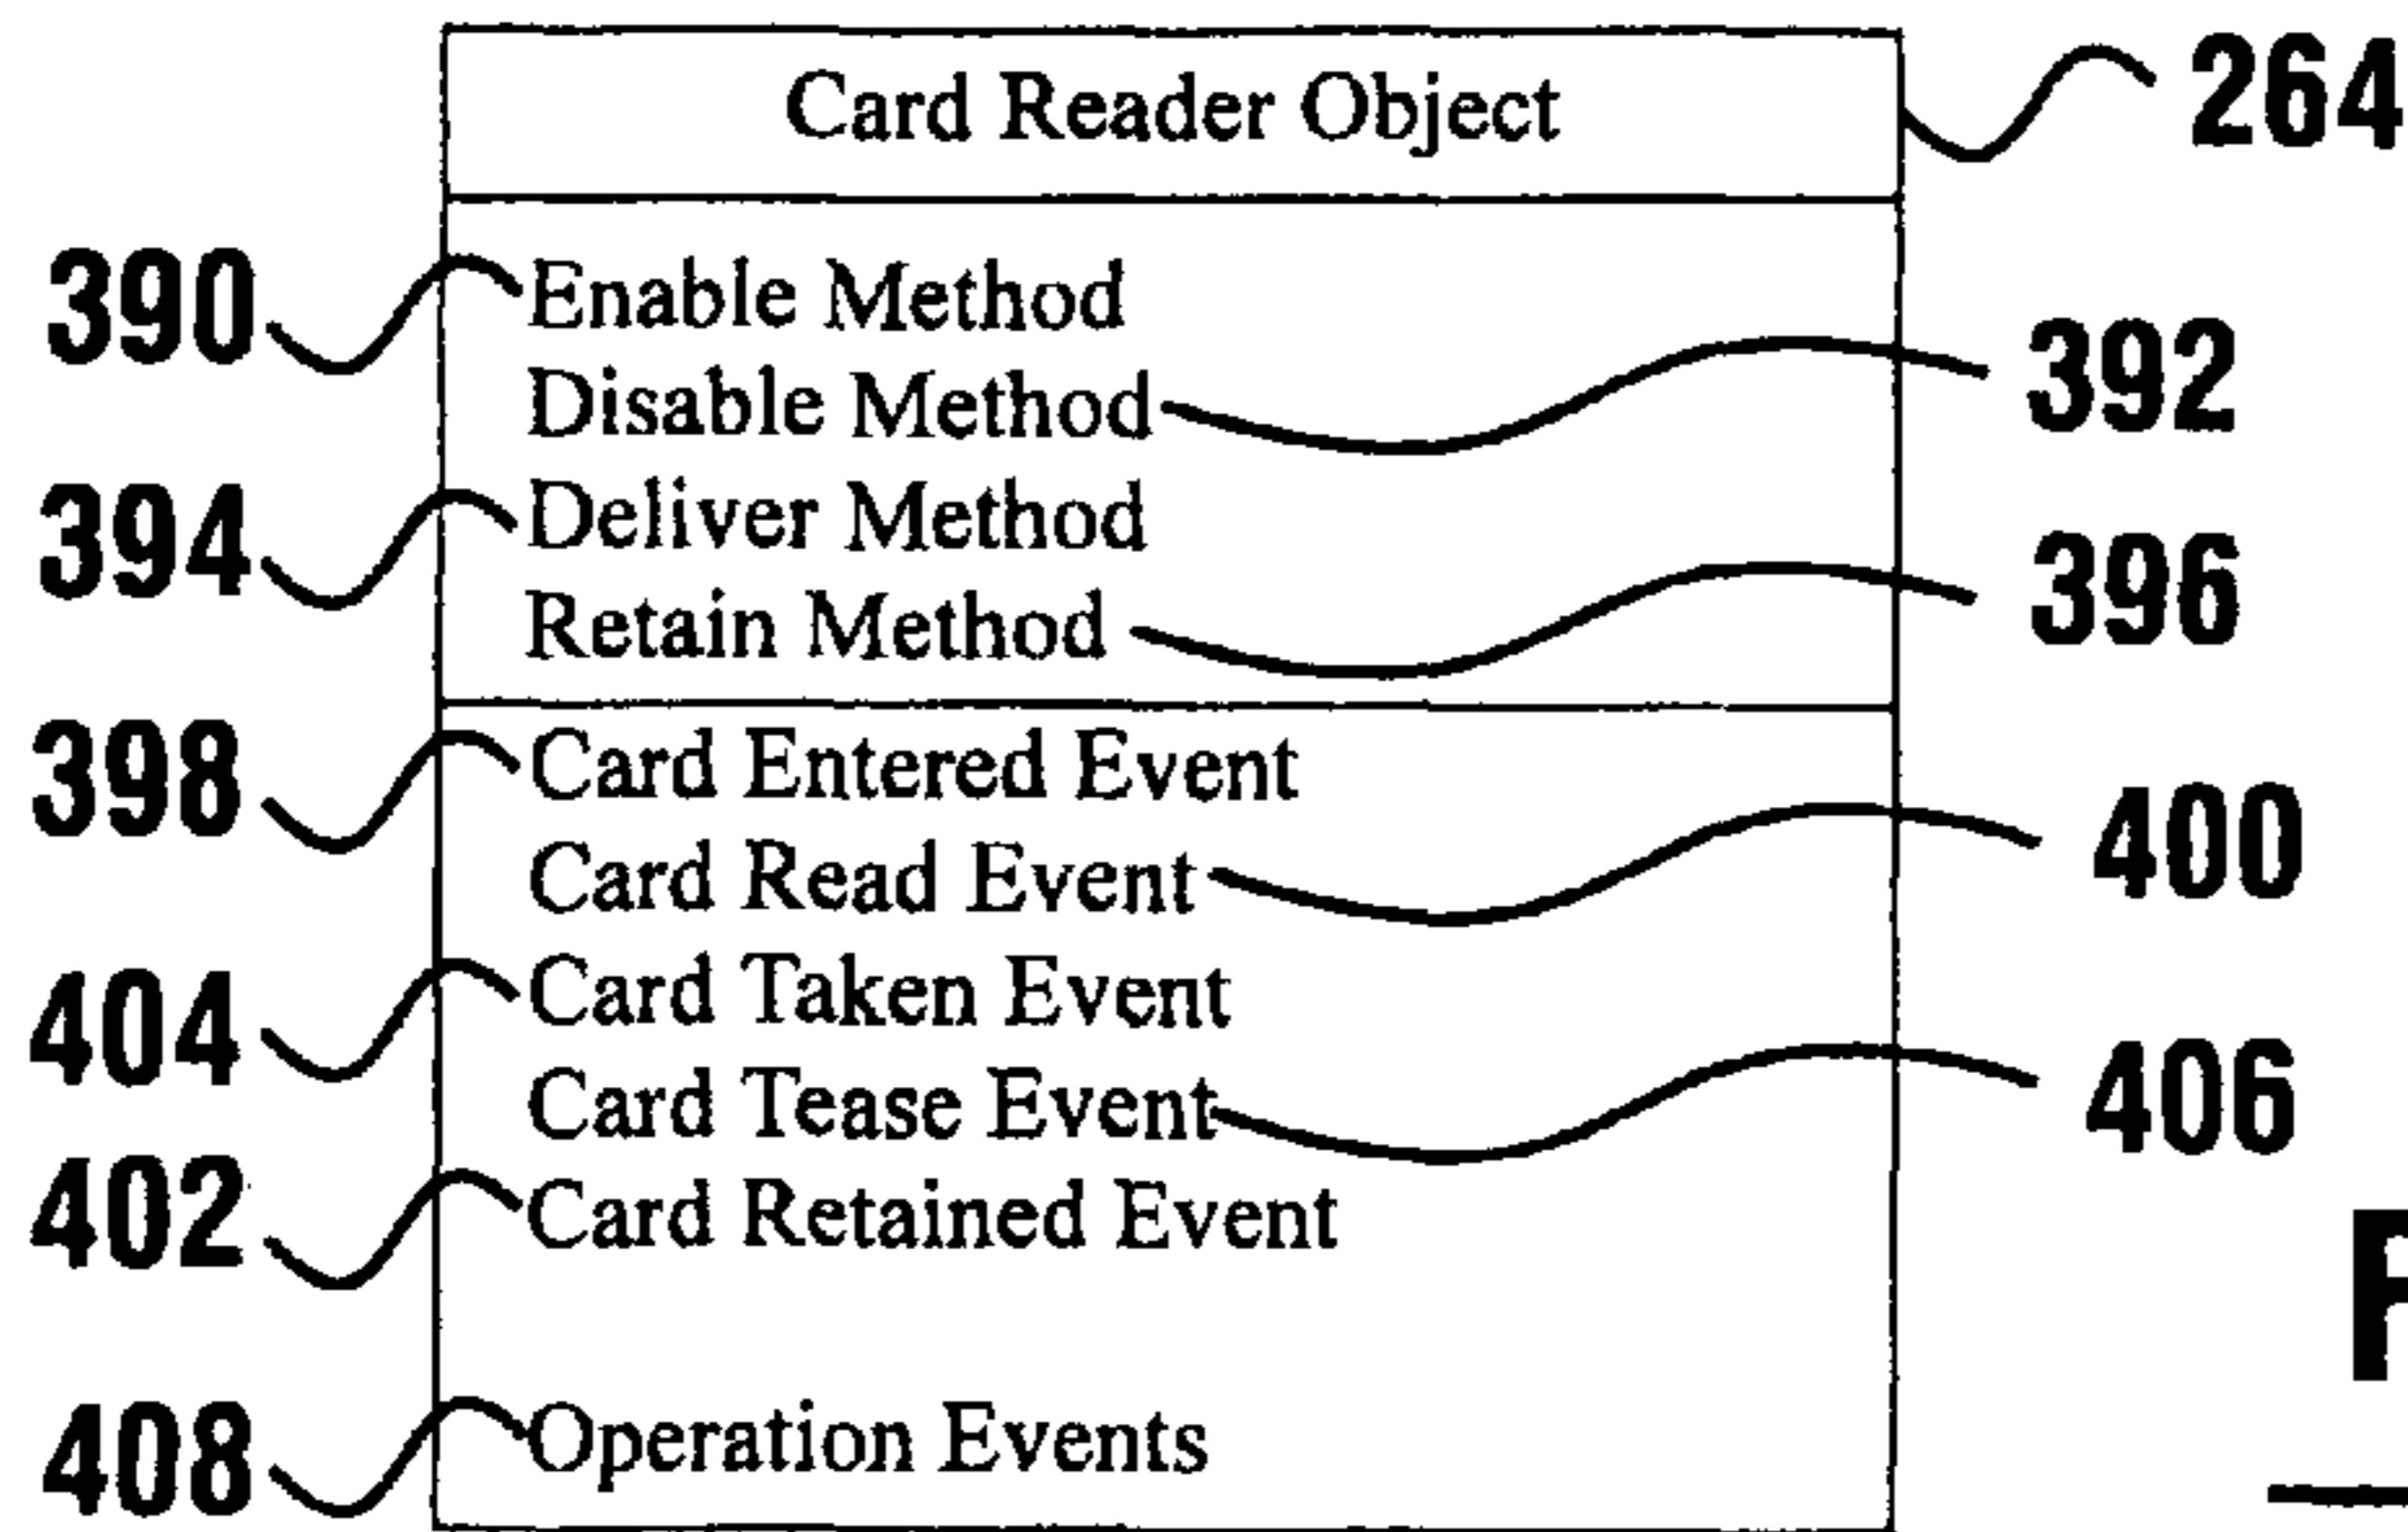 Card Reader Object 264
390 Enable Method
Disable Method 392
394 Deliver Method
Retain Method 396
398 Card Entered Event
Card Read Event 400
404 Card Taken Event
Card Tease Event 406
402 Card Retained Event
408 Operation Events